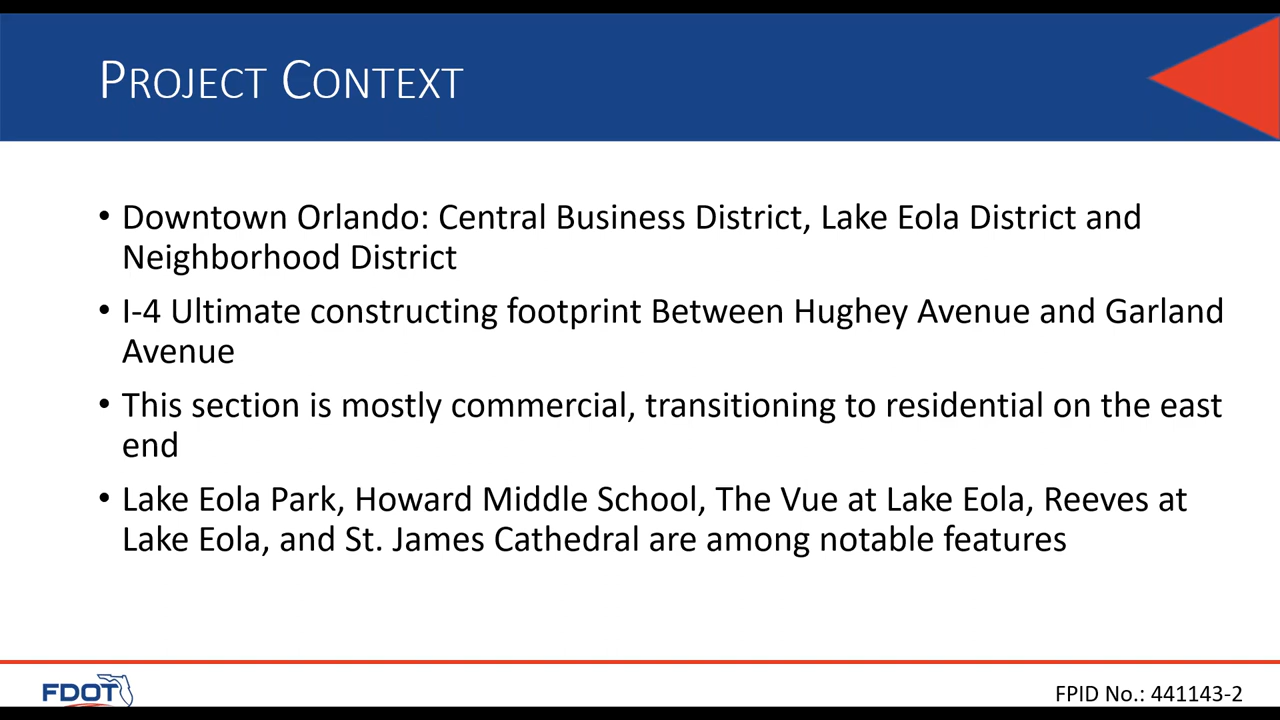 PROJECT CONTEXT
• Downtown Orlando: Central Business District, Lake Eola District and
Neighborhood District
• I-4 Ultimate constructing footprint Between Hughey Avenue and Garland
Avenue
• This section is mostly commercial, transitioning to residential on the east
end
• Lake Eola Park, Howard Middle School, The Vue at Lake Eola, Reeves at
Lake Eola, and St. James Cathedral are among notable features
FDOT
FPID No.: 441143-2